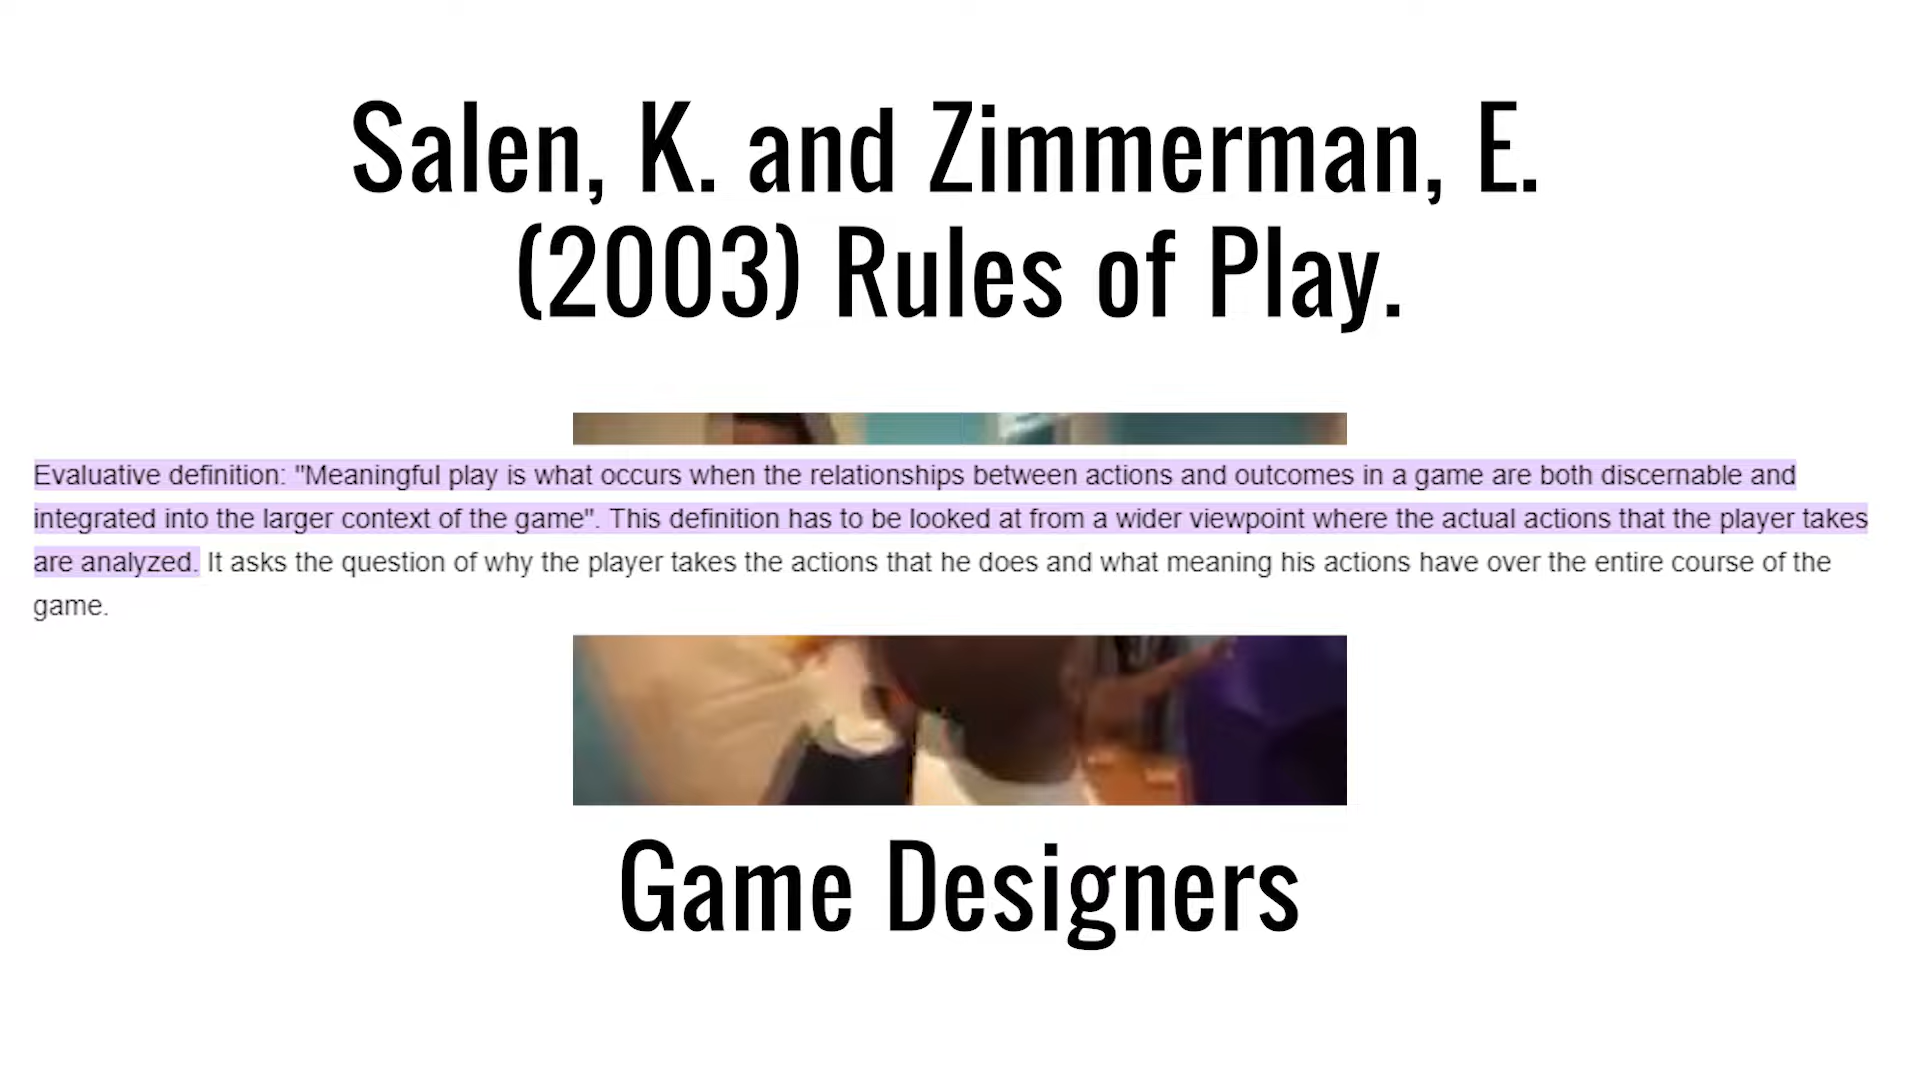 Salen, K. and Zimmerman, E.
(2003) Rules of Play.
Evaluative definition: "Meaningful play is what occurs when the relationships between actions and outcomes in a game are both discernable and
integrated into the larger context of the game". This definition has to be looked at from a wider viewpoint where the actual actions that the player takes
are analyzed. It asks the question of why the player takes the actions that he does and what meaning his actions have over the entire course of the
game.
Game Designers